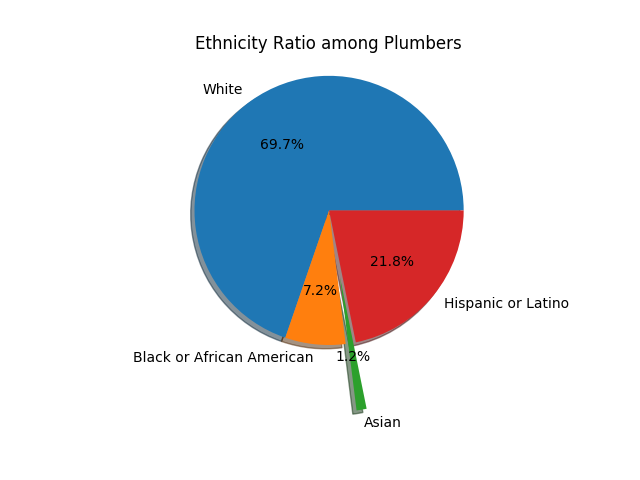 Ethnicity Ratio among Plumbers
White
69.7%
21.8%
7.2%
Hispanic or Latino
Black or African American
1.2%
Asian